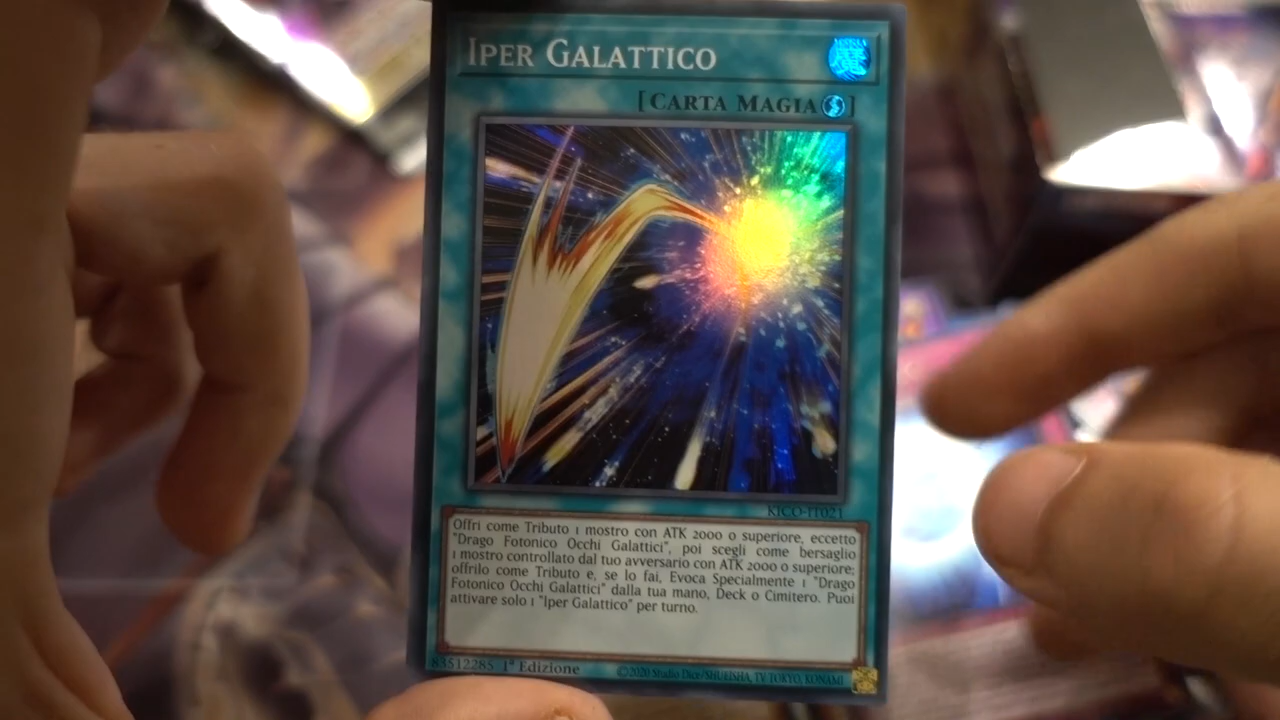 Iper Galattico
[Carta Magia]
KICO-IT021
Offri come Tributo 1 mostro con ATK 2000 o superiore, eccetto
"Drago Fotonico Occhi Galattici", poi scegli come bersaglio
1 mostro controllato dal tuo avversario con ATK 2000 o superiore;
offrilo come Tributo e, se lo fai, Evoca Specialmente 1 "Drago
Fotonico Occhi Galattici" dalla tua mano, Deck o Cimitero. Puoi
attivare solo 1 "Iper Galattico" per turno.
83512285 1ª Edizione ©2020 Studio Dice/SHUEISHA, TV TOKYO, KONAMI